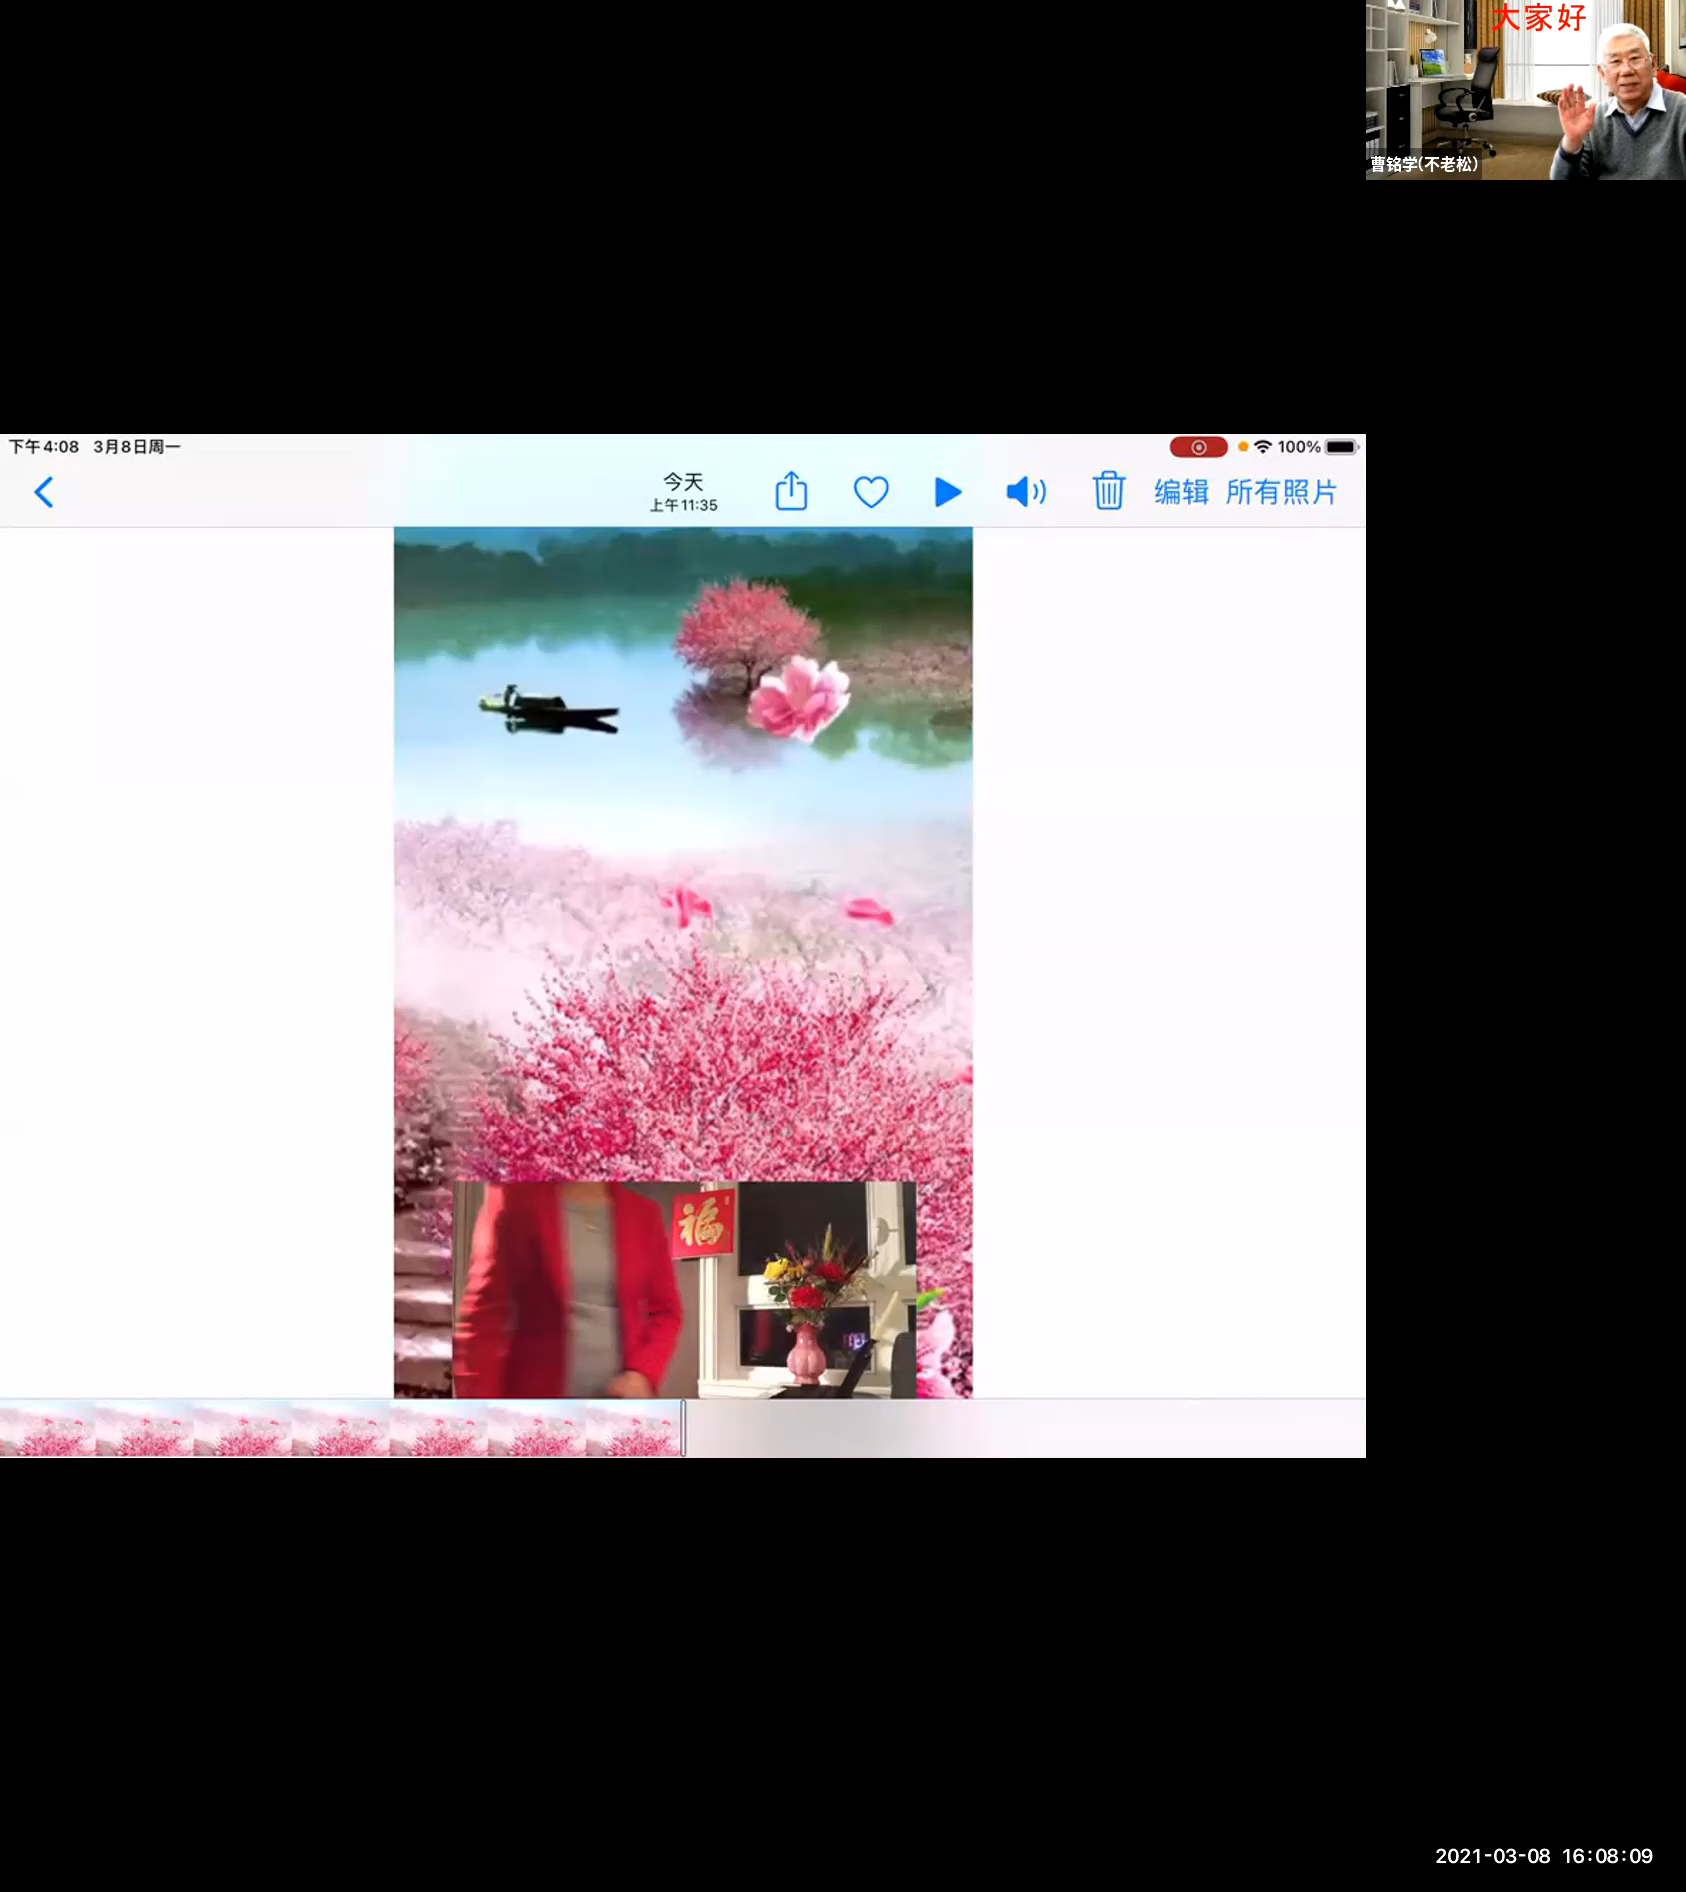 大家好
曹铭学(不老松)
下午4:08 3月8日周一
100%
今天
上午11:35
编辑 所有照片
福
2021-03-08 16:08:09